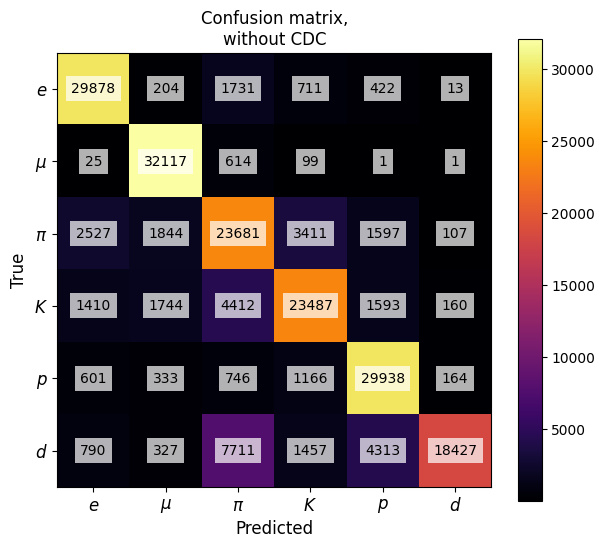 Confusion matrix,
without CDC
e 29878 204 1731 711 422 13
μ 25 32117 614 99 1 1
π 2527 1844 23681 3411 1597 107
K 1410 1744 4412 23487 1593 160
p 601 333 746 1166 29938 164
d 790 327 7711 1457 4313 18427
e μ π K p d
Predicted
True
30000
25000
20000
15000
10000
5000